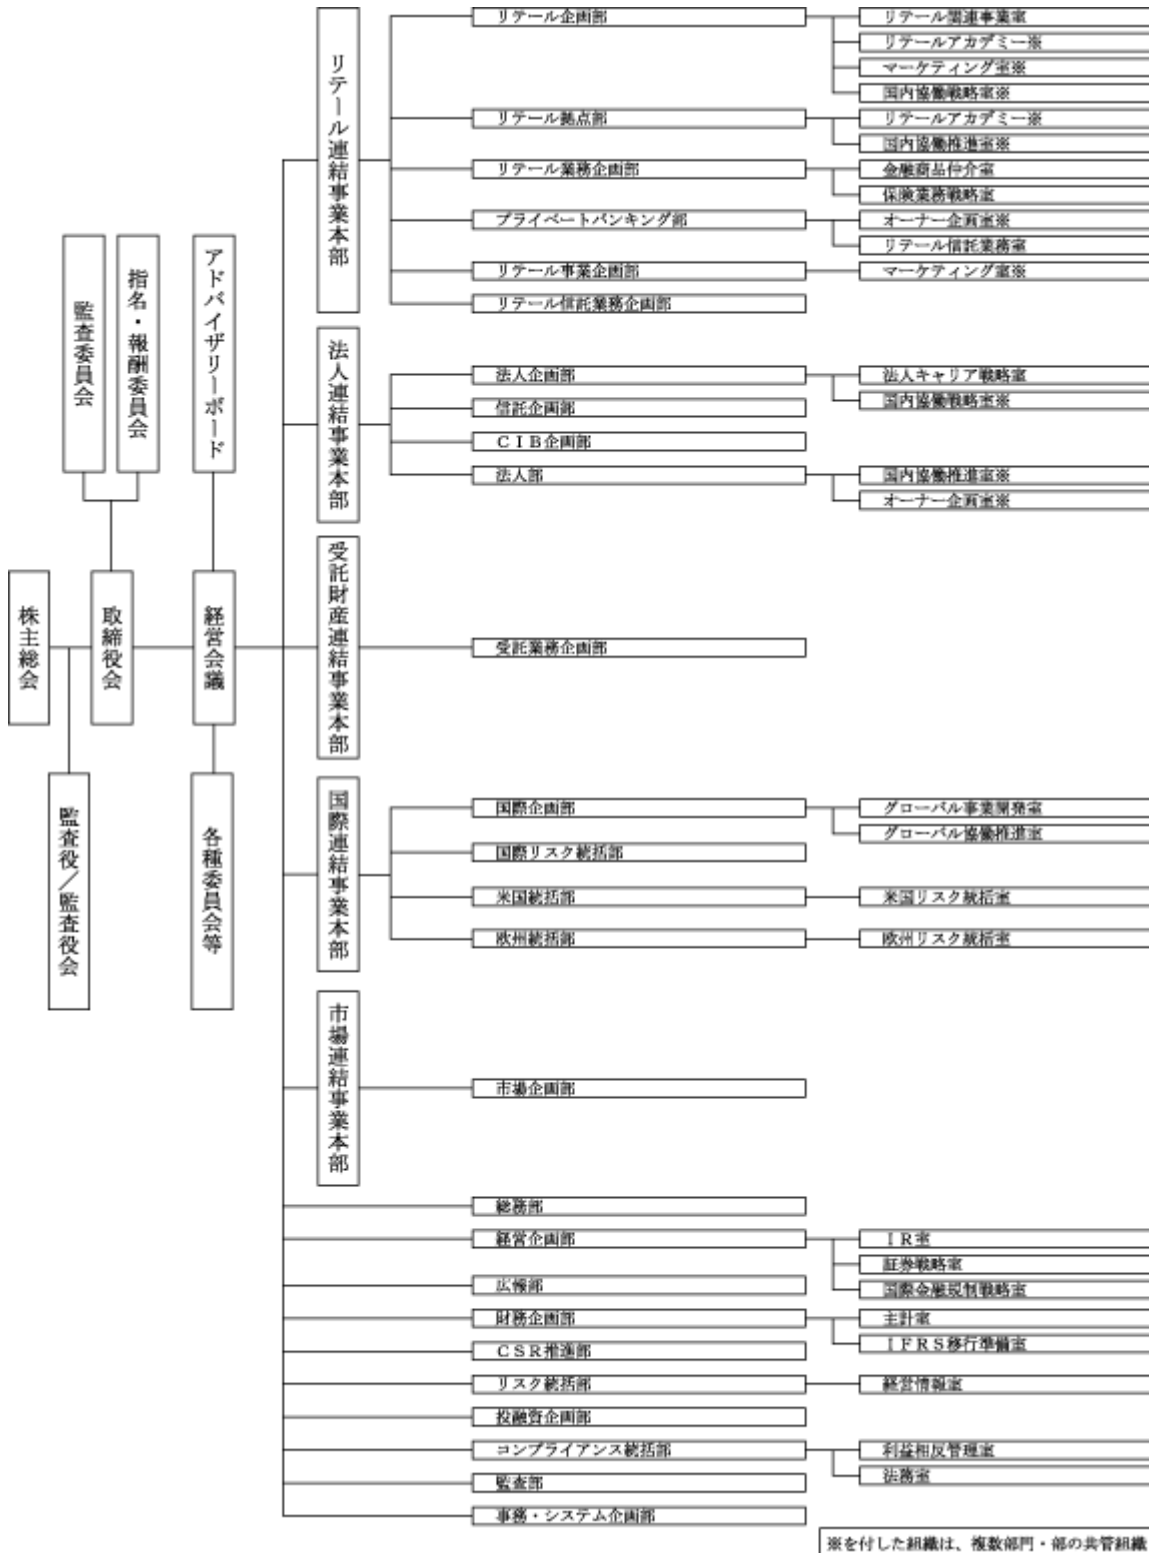 株主総会
監査役／監査役会
取締役会
監査委員会
指名・報酬委員会
経営会議
アドバイザリーボード
各種委員会等
リテール連結事業本部
リテール企画部
リテール関連事業室
リテールアカデミー※
マーケティング室※
国内協働戦略室※
リテール拠点部
リテールアカデミー※
国内協働推進室※
リテール業務企画部
金融商品仲介室
保険業務戦略室
プライベートバンキング部
オーナー企画室※
リテール信託業務室
リテール事業企画部
マーケティング室※
リテール信託業務企画部
法人連結事業本部
法人企画部
法人キャリア戦略室
国内協働戦略室※
信託企画部
ＣＩＢ企画部
法人部
国内協働推進室※
オーナー企画室※
受託財産連結事業本部
受託業務企画部
国際連結事業本部
国際企画部
グローバル事業開発室
グローバル協働推進室
国際リスク統括部
米国統括部
米国リスク統括室
欧州統括部
欧州リスク統括室
市場連結事業本部
市場企画部
総務部
経営企画部
ＩＲ室
証券戦略室
国際金融規制戦略室
広報部
財務企画部
主計室
ＩＦＲＳ移行準備室
ＣＳＲ推進部
リスク統括部
経営情報室
投融資企画部
コンプライアンス統括部
利益相反管理室
法務室
監査部
事務・システム企画部
※を付した組織は、複数部門・部の共管組織